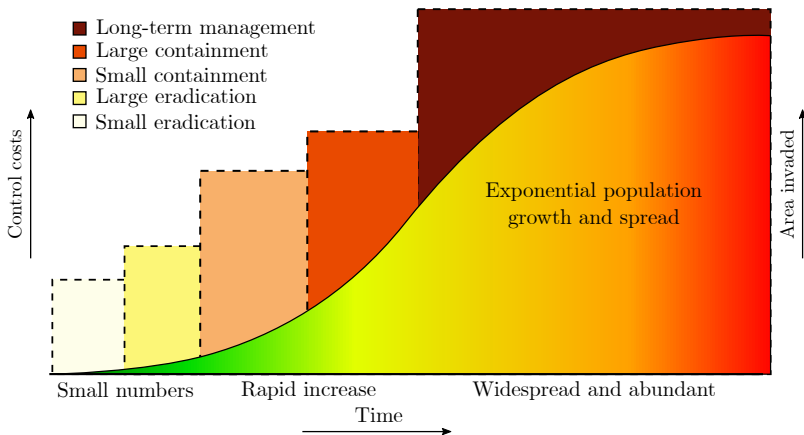 Long-term management
Large containment
Small containment
Large eradication
Small eradication
Control costs
Area invaded
Exponential population
growth and spread
Small numbers
Rapid increase
Widespread and abundant
Time